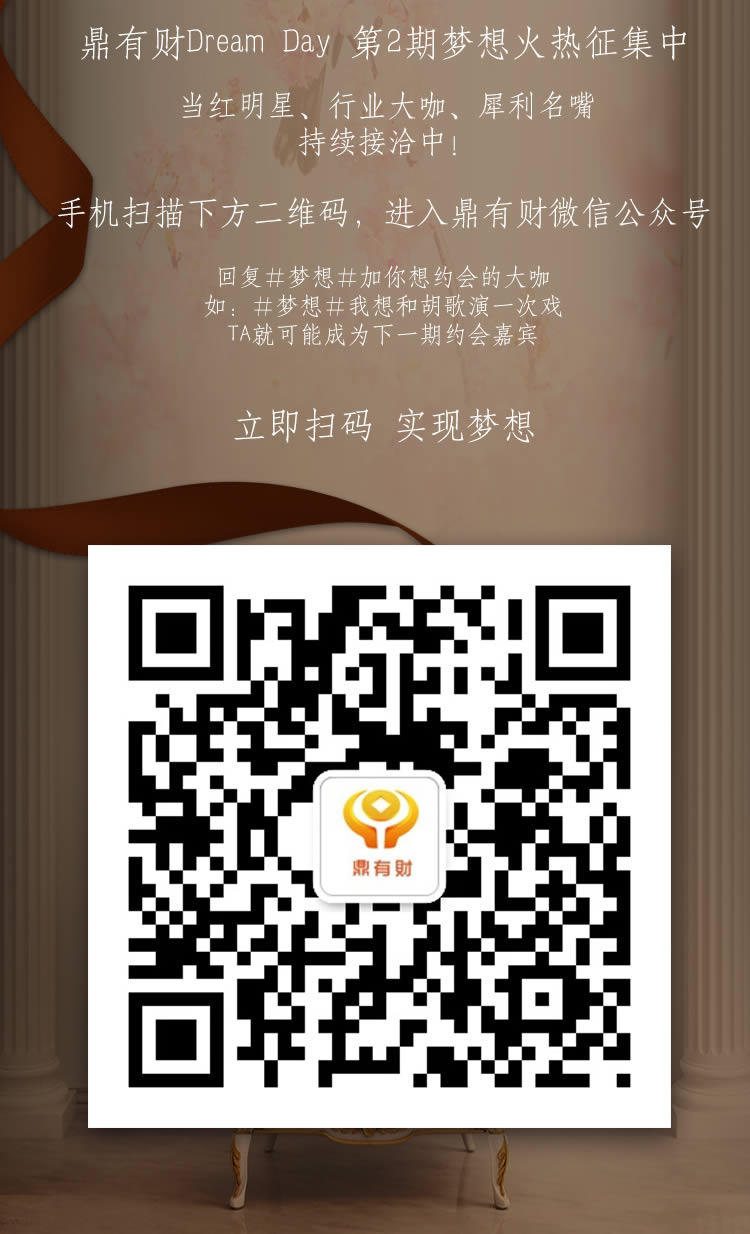 鼎有财Dream Day 第2期梦想火热征集中
当红明星、行业大咖、犀利名嘴
持续接洽中！
手机扫描下方二维码，进入鼎有财微信公众号
回复#梦想#加你想约会的大咖
如：#梦想#我想和胡歌演一次戏
TA就可能成为下一期约会嘉宾
立即扫码 实现梦想
鼎有财